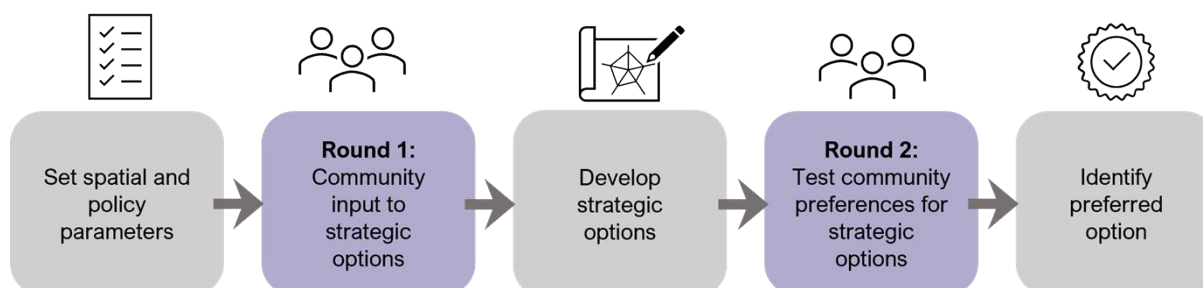 Set spatial and
policy
parameters
Round 1:
Community
input to
strategic
options
Develop
strategic
options
Round 2:
Test community
preferences for
strategic
options
Identify
preferred
option